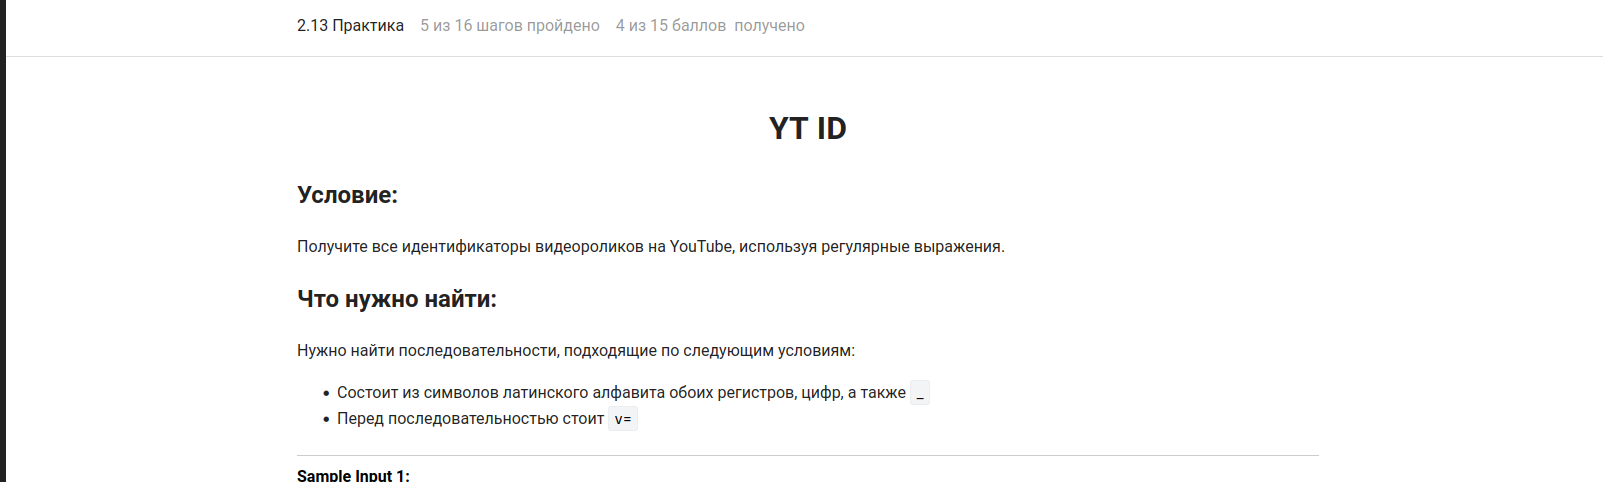 2.13 Практика 5 из 16 шагов пройдено 4 из 15 баллов получено
YT ID
Условие:
Получите все идентификаторы видеороликов на YouTube, используя регулярные выражения.
Что нужно найти:
Нужно найти последовательности, подходящие по следующим условиям:
• Состоит из символов латинского алфавита обоих регистров, цифр, а также _
• Перед последовательностью стоит v=
Sample Input 1: